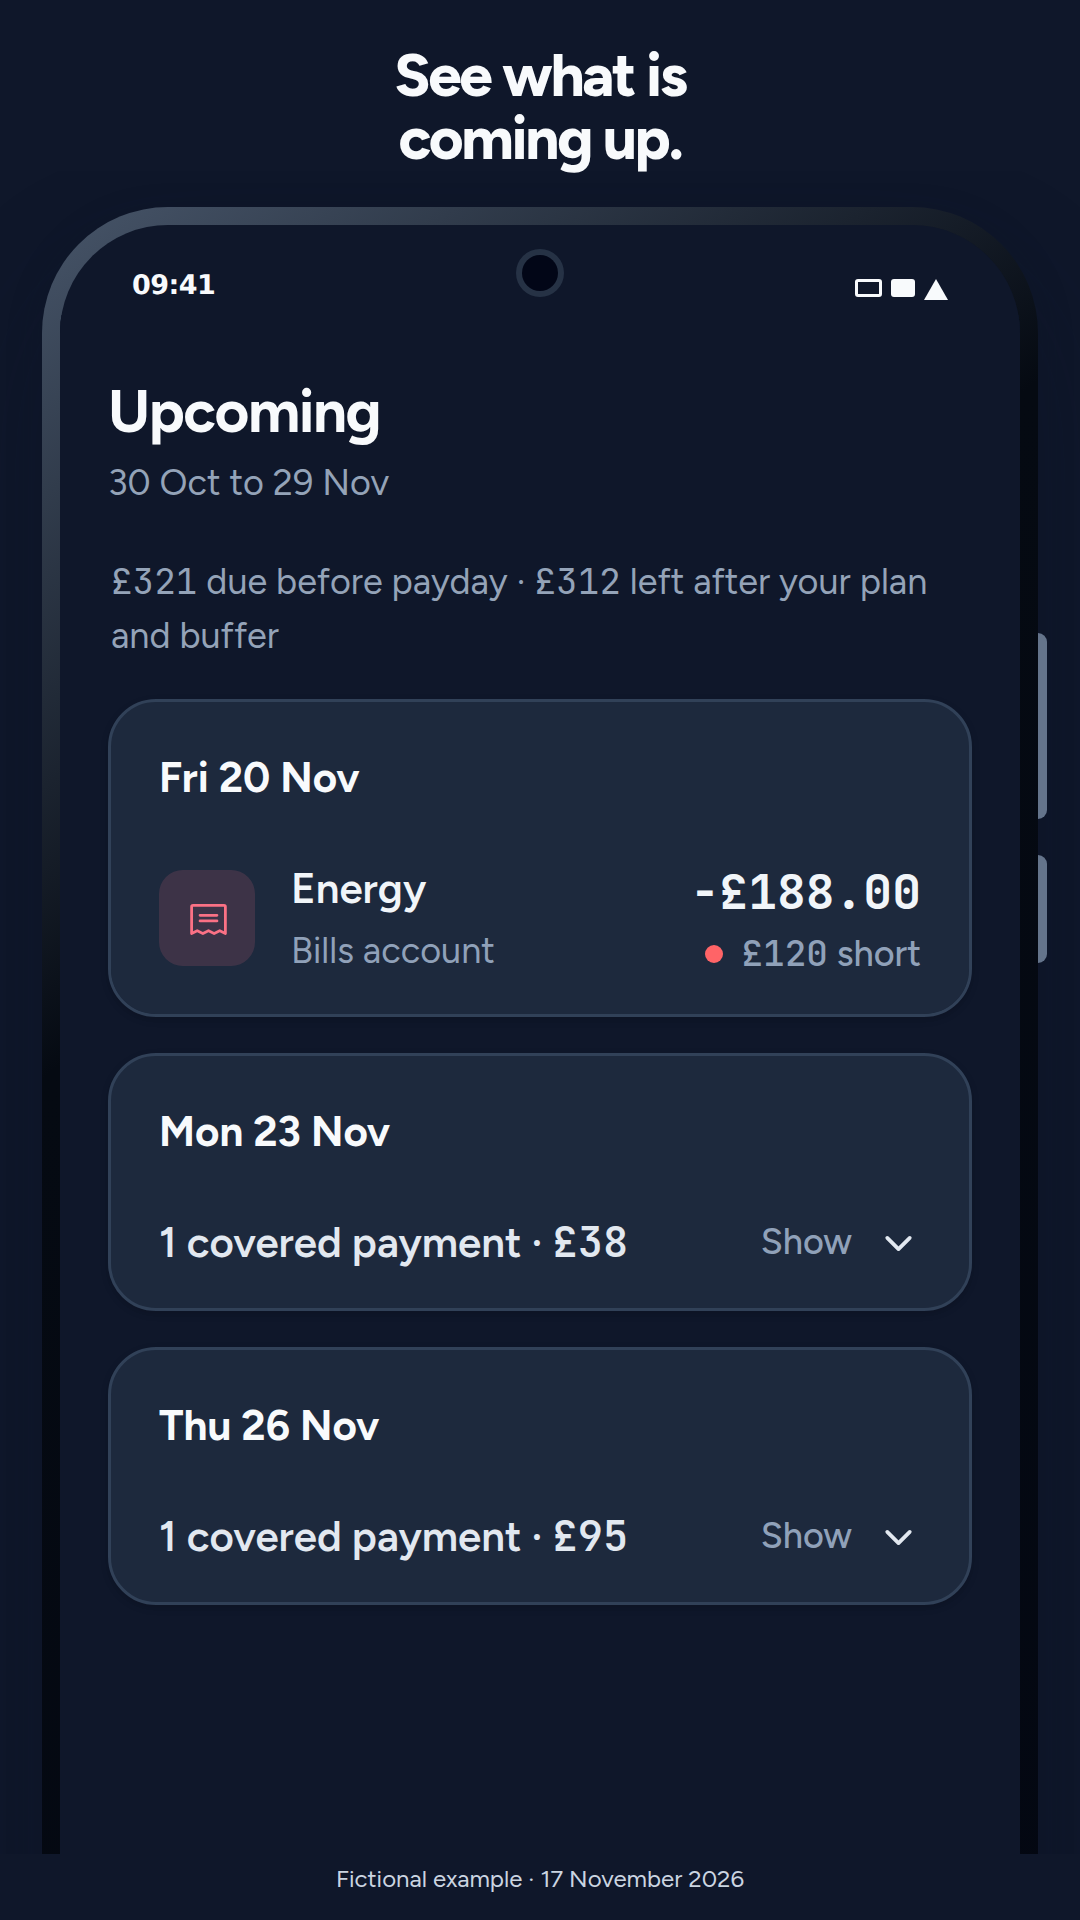 See what is
coming up.
09:41
Upcoming
30 Oct to 29 Nov
£321 due before payday · £312 left after your plan
and buffer
Fri 20 Nov
Energy
-£188.00
Bills account
£120 short
Mon 23 Nov
1 covered payment · £38
Show
Thu 26 Nov
1 covered payment · £95
Show
Fictional example · 17 November 2026